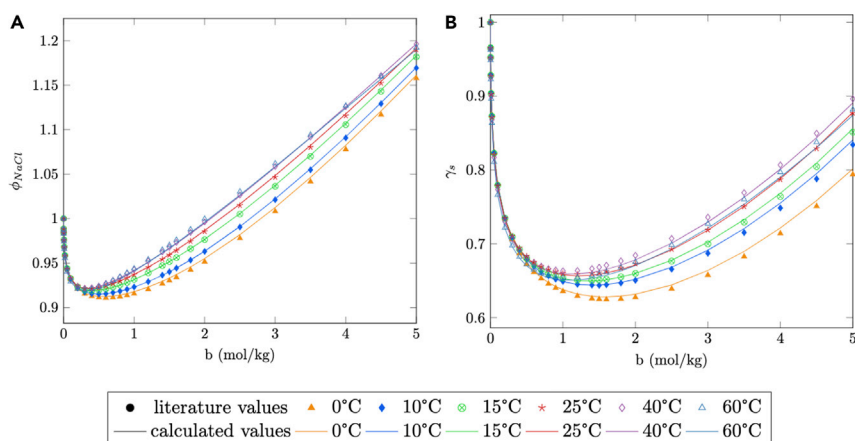 A
B
1.2
1.15
1.1
1.05
1
0.95
0.9
ϕNaCl
0 1 2 3 4 5
b (mol/kg)
1
0.9
0.8
0.7
0.6
γs
0 1 2 3 4 5
b (mol/kg)
literature values 0°C 10°C 15°C 25°C 40°C 60°C
calculated values 0°C 10°C 15°C 25°C 40°C 60°C